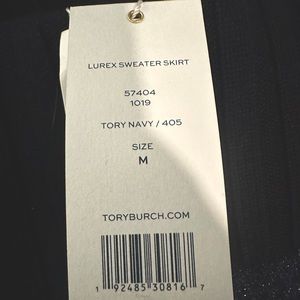 LUREX SWEATER SKIRT
57404
1019
TORY NAVY / 405
SIZE
M
TORYBURCH.COM
1 92485 30816 7